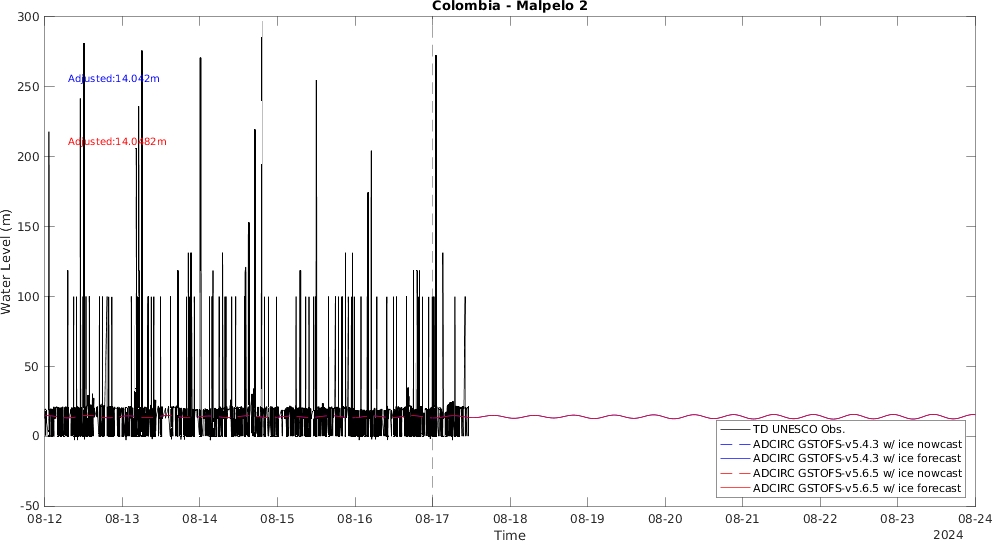 Colombia - Malpelo 2
300
250
200
150
100
50
0
-50
Water Level (m)
Adjusted:14.042m
Adjusted:14.0482m
TD UNESCO Obs.
ADCIRC GSTOFS-v5.4.3 w/ ice nowcast
ADCIRC GSTOFS-v5.4.3 w/ ice forecast
ADCIRC GSTOFS-v5.6.5 w/ ice nowcast
ADCIRC GSTOFS-v5.6.5 w/ ice forecast
08-12 08-13 08-14 08-15 08-16 08-17 08-18 08-19 08-20 08-21 08-22 08-23 08-24
Time
2024